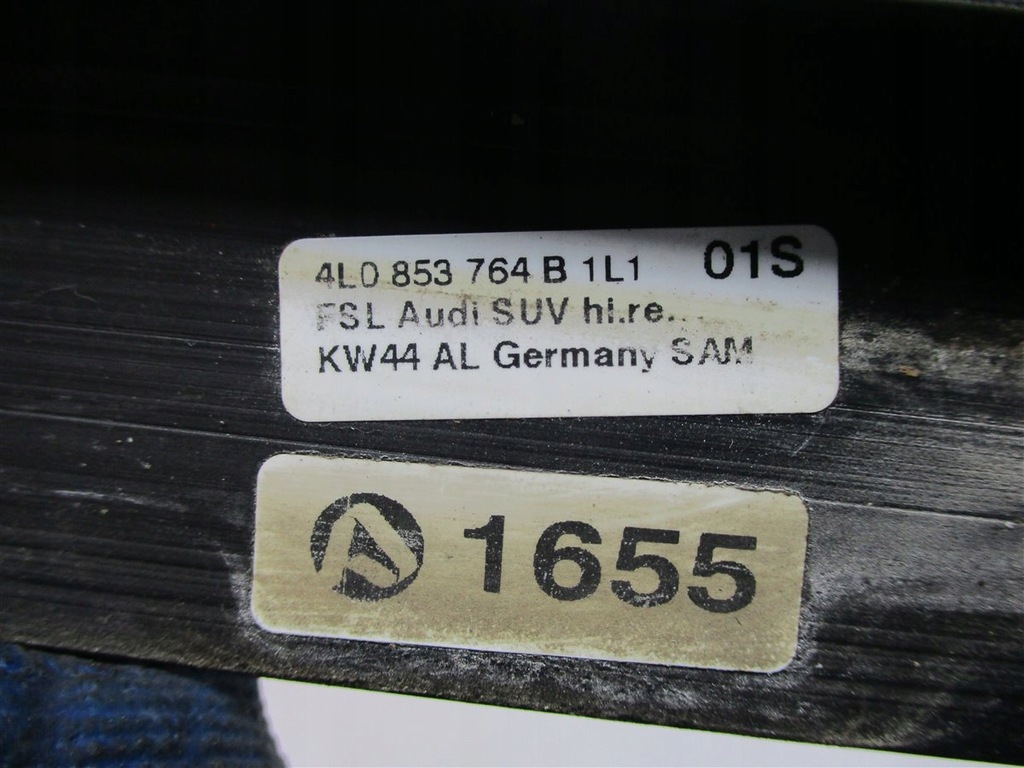 4L0 853 764 B 1L1 01S
FSL Audi SUV hi.re...
KW44 AL Germany SAM
1655